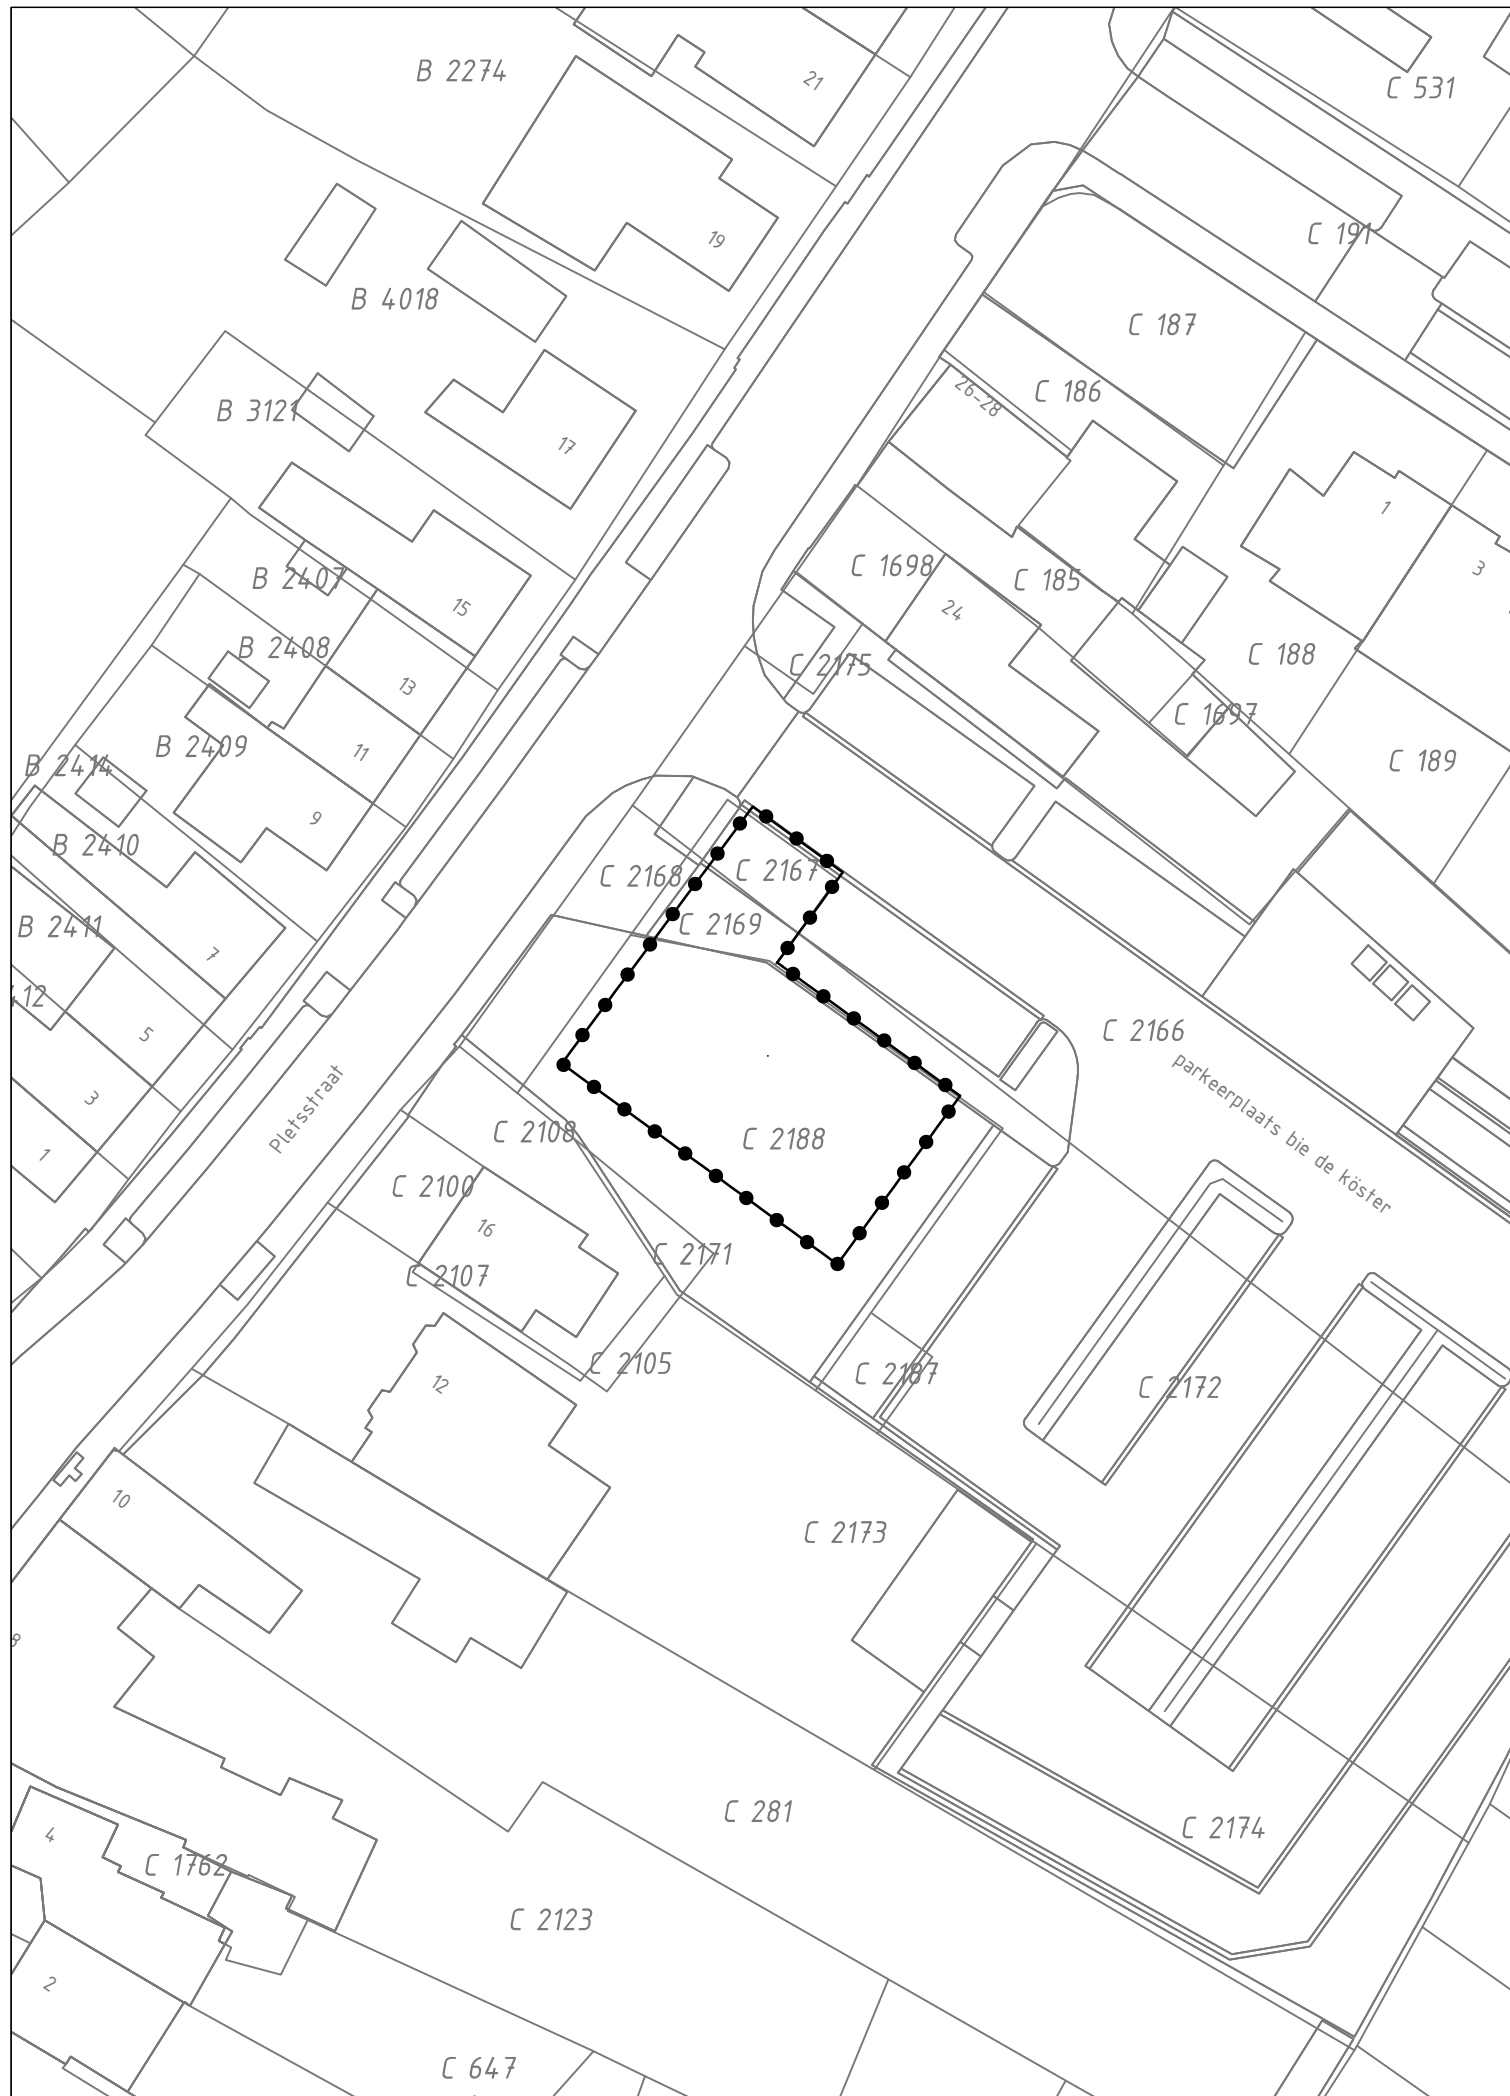 B 2274
21
C 531
19
C 191
B 4018
C 187
B 3121
C 186
26-28
17
1
3
B 2407
15
C 1698
C 185
24
B 2408
13
C 2175
C 188
C 1697
B 2409
11
B 2414
C 189
9
B 2410
C 2168
C 2167
B 2411
7
C 2169
412
5
C 2166
parkeerplaats bie de köster
3
Pletsstraat
1
C 2108
C 2188
C 2100
16
C 2171
C 2107
C 2105
12
C 2187
C 2172
10
C 2173
8
C 281
C 2174
4
C 1762
C 2123
2
C 647